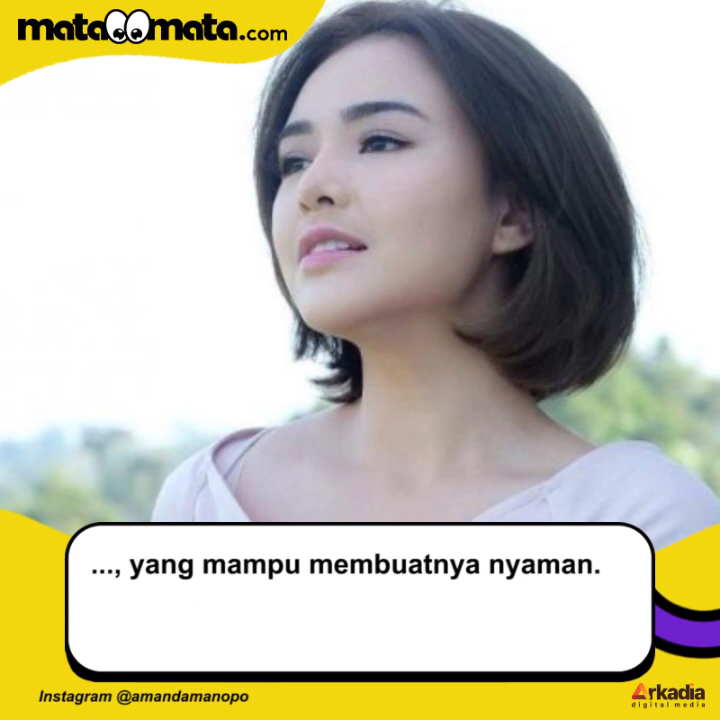 matamata.com
..., yang mampu membuatnya nyaman.
Instagram @amandamanopo
Arkadia
digital media